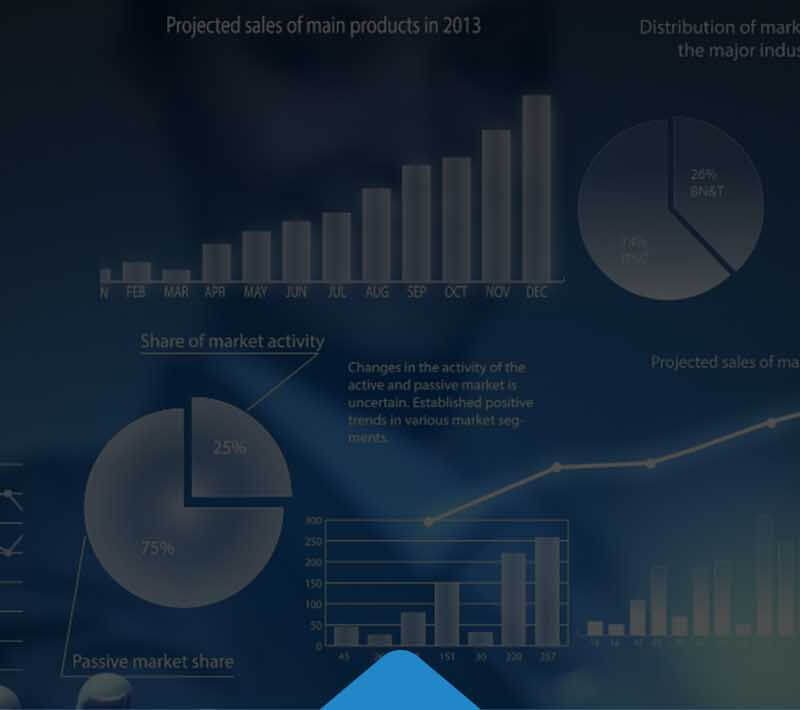 Projected sales of main products in 2013
Distribution of mark
the major indus
26%
BN&T
74%
N FEB MAR APR MAY JUN JUL AUG SEP OCT NOV DEC
Share of market activity
Changes in the activity of the
active and passive market is
uncertain. Established positive
trends in various market seg-
ments.
Projected sales of ma
25%
75%
300
250
200
150
100
50
0
45 151 30 220 257
Passive market share